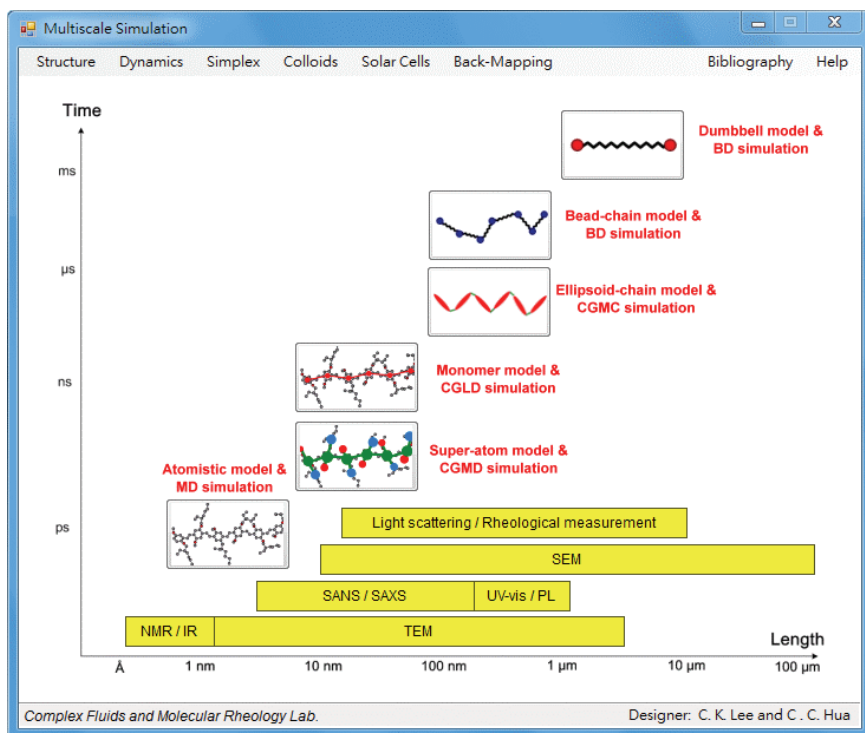 Multiscale Simulation
Structure Dynamics Simplex Colloids Solar Cells Back-Mapping Bibliography Help
Time
Dumbbell model &
BD simulation
ms
Bead-chain model &
BD simulation
μs
Ellipsoid-chain model &
CGMC simulation
ns
Monomer model &
CGLD simulation
Super-atom model &
CGMD simulation
Atomistic model &
MD simulation
ps
Light scattering / Rheological measurement
SEM
SANS / SAXS
UV-vis / PL
NMR / IR
TEM
Length
Å 1 nm 10 nm 100 nm 1 μm 10 μm 100 μm
Complex Fluids and Molecular Rheology Lab.
Designer: C. K. Lee and C . C. Hua